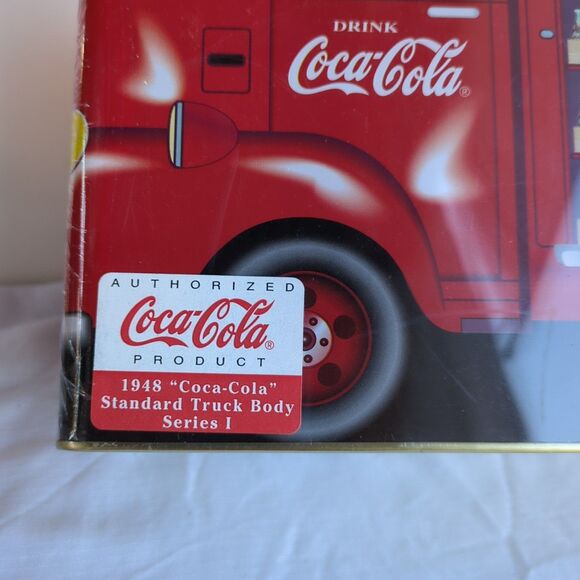 DRINK
Coca-Cola®
AUTHORIZED
Coca-Cola®
PRODUCT
1948 "Coca-Cola"
Standard Truck Body
Series I